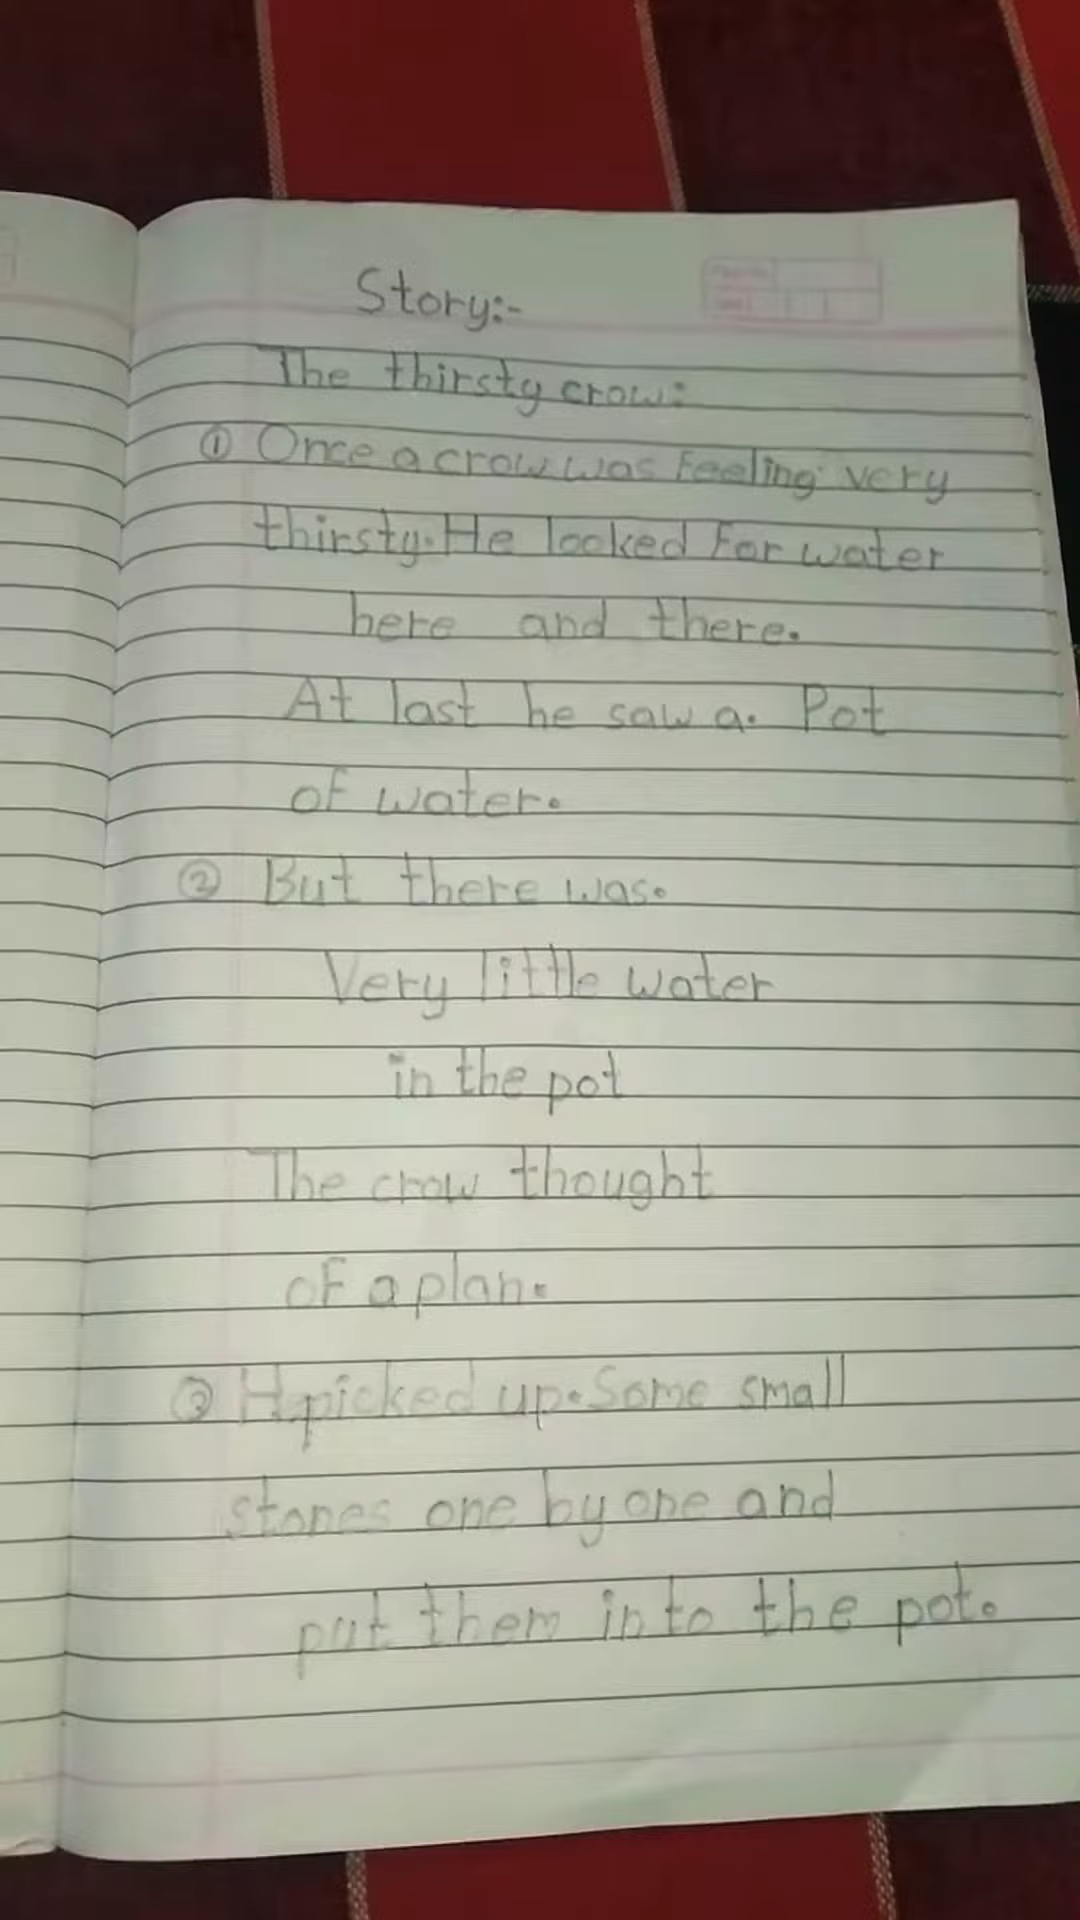 Story:-
The thirsty crow:
① Once a crow was feeling very
thirsty. He looked for water
here and there.
At last he saw a. Pot
of water.
② But there was.
Very little water
in the pot
The crow thought
of a plan.
③ H picked up. Some small
stones one by one and
put them in to the pot.